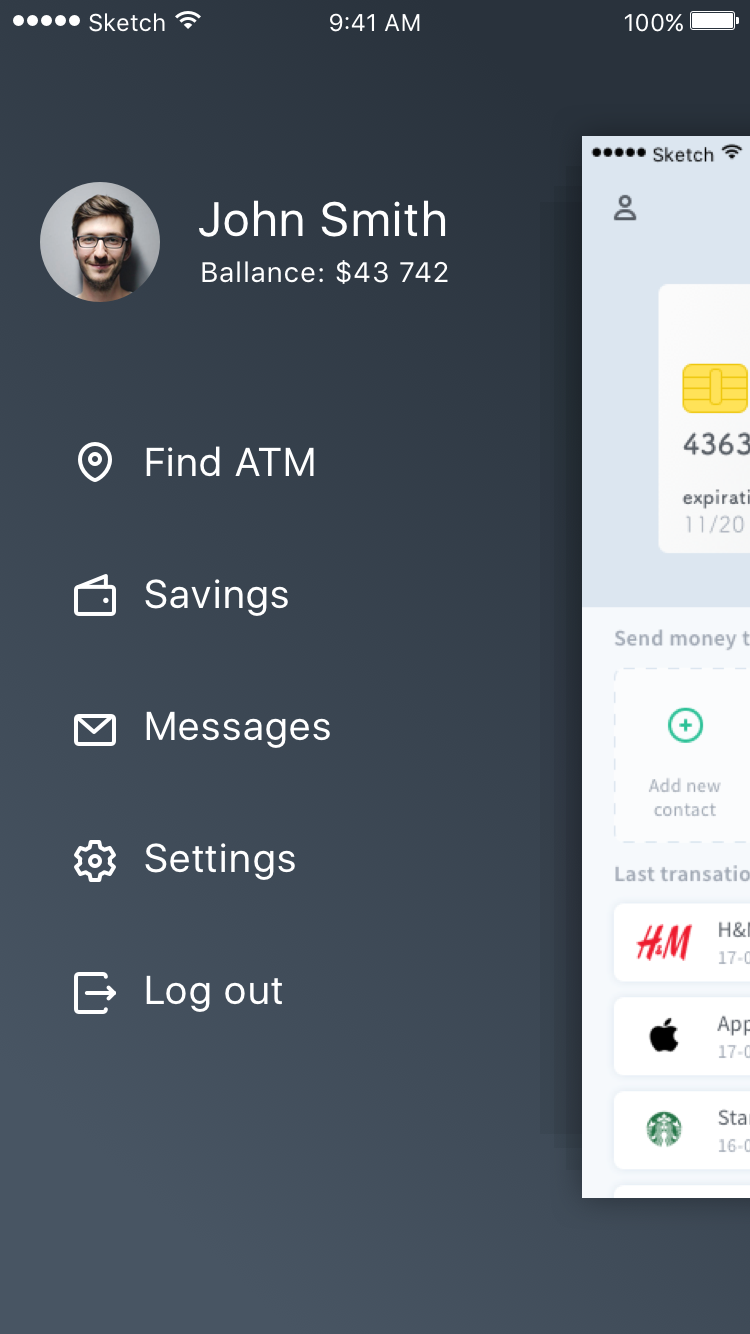 Sketch 9:41 AM 100%
John Smith
Ballance: $43 742
Find ATM
Savings
Messages
Settings
Log out
Sketch
4363
expirati
11/20
Send money t
Add new
contact
Last transatio
H&M
H&M
17-0
App
17-0
Sta
16-0